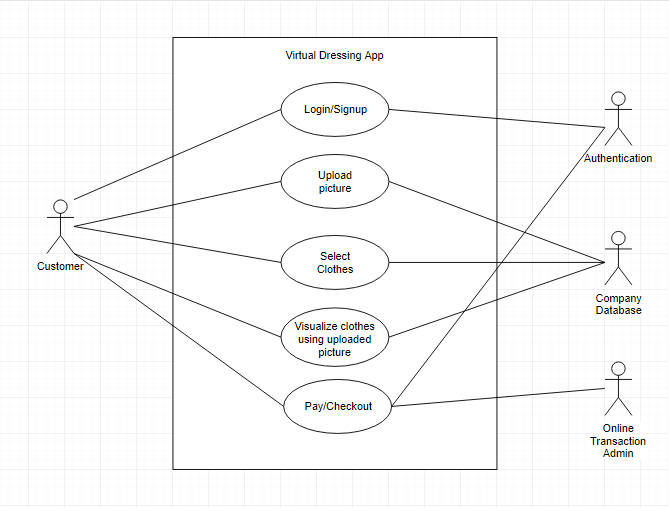 Virtual Dressing App
Login/Signup
Upload
picture
Select
Clothes
Visualize clothes
using uploaded
picture
Pay/Checkout
Customer
Authentication
Company
Database
Online
Transaction
Admin